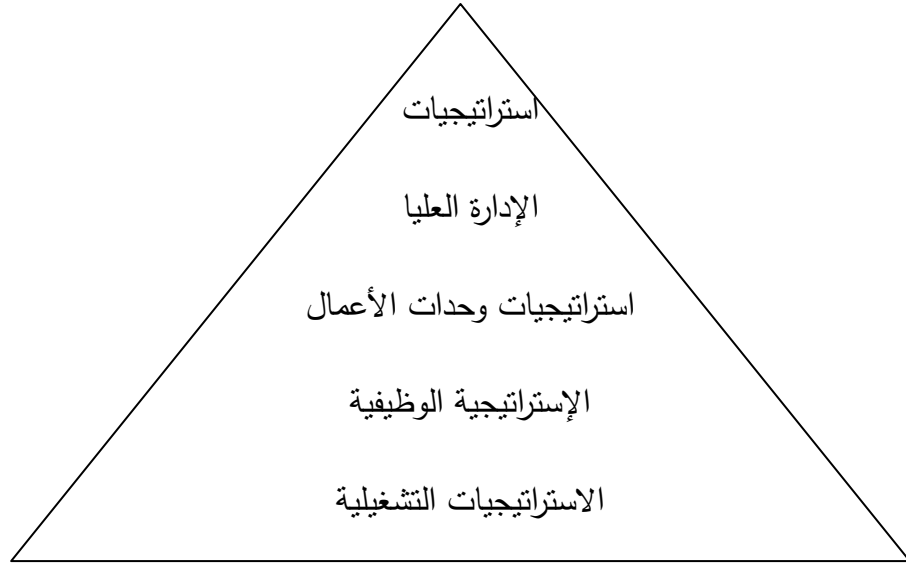 استراتيجيات
الإدارة العليا
استراتيجيات وحدات الأعمال
الإستراتيجية الوظيفية
الاستراتيجيات التشغيلية